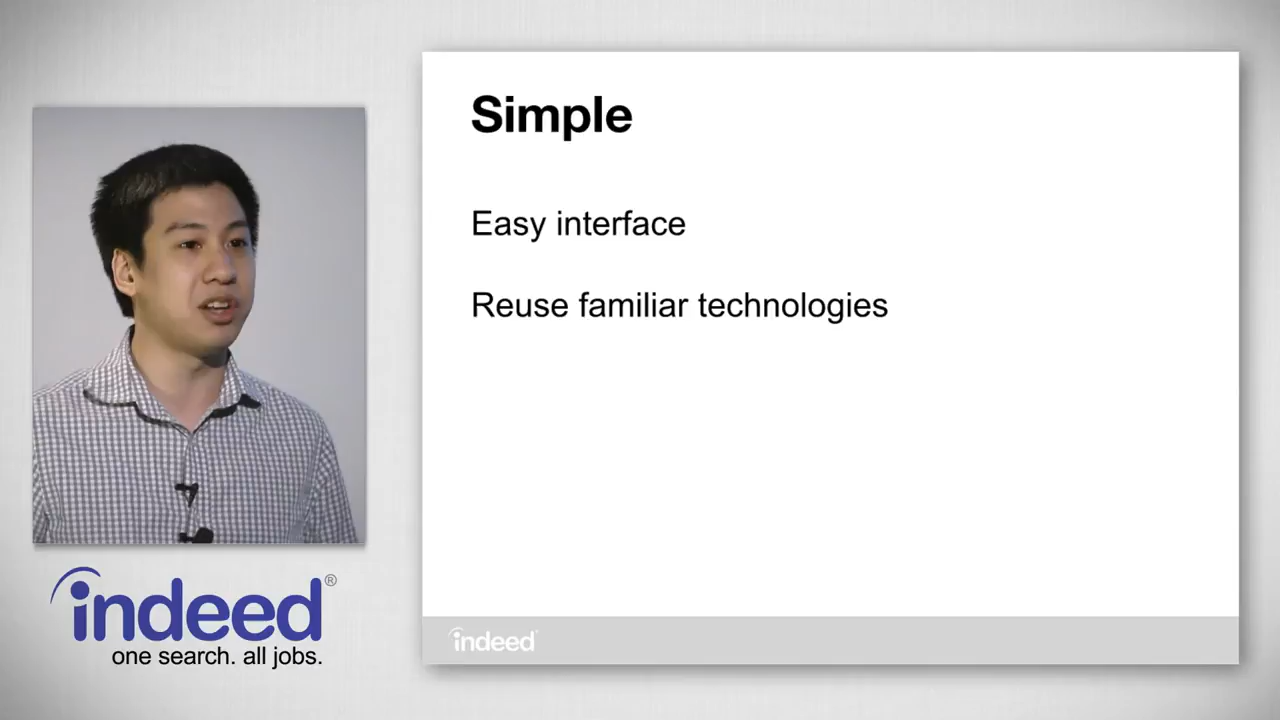 Simple
Easy interface
Reuse familiar technologies
indeed
indeed®
one search. all jobs.